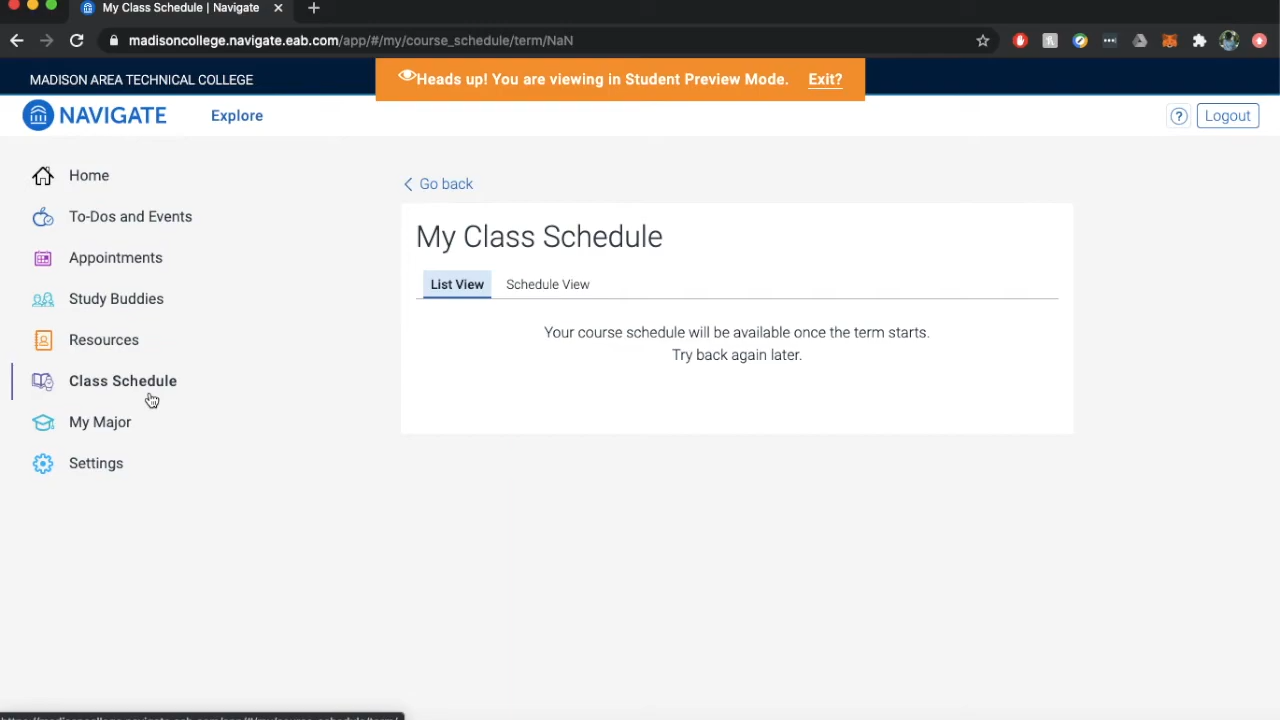 My Class Schedule | Navigate
madisoncollege.navigate.eab.com/app/#/my/course_schedule/term/NaN
MADISON AREA TECHNICAL COLLEGE
Heads up! You are viewing in Student Preview Mode. Exit?
NAVIGATE
Explore
? Logout
Home
To-Dos and Events
Appointments
Study Buddies
Resources
Class Schedule
My Major
Settings
Go back
My Class Schedule
List View Schedule View
Your course schedule will be available once the term starts.
Try back again later.